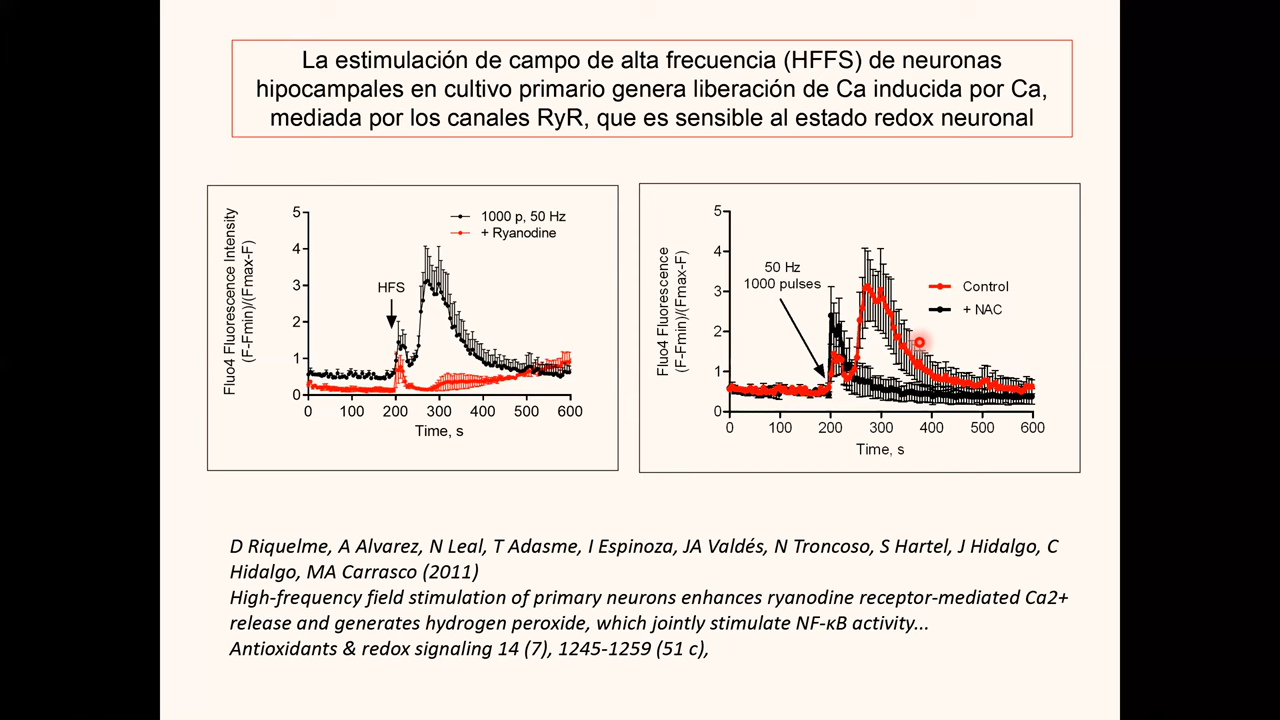 La estimulación de campo de alta frecuencia (HFFS) de neuronas
hipocampales en cultivo primario genera liberación de Ca inducida por Ca,
mediada por los canales RyR, que es sensible al estado redox neuronal
Fluo4 Fluorescence Intensity
(F-Fmin)/(Fmax-F)
5
4
3
2
1
0
1000 p, 50 Hz
+ Ryanodine
HFS
0 100 200 300 400 500 600
Time, s
Fluo4 Fluorescence
(F-Fmin)/(Fmax-F)
5
4
3
2
1
0
50 Hz
1000 pulses
Control
+ NAC
0 100 200 300 400 500 600
Time, s
D Riquelme, A Alvarez, N Leal, T Adasme, I Espinoza, JA Valdés, N Troncoso, S Hartel, J Hidalgo, C
Hidalgo, MA Carrasco (2011)
High-frequency field stimulation of primary neurons enhances ryanodine receptor-mediated Ca2+
release and generates hydrogen peroxide, which jointly stimulate NF-κB activity...
Antioxidants & redox signaling 14 (7), 1245-1259 (51 c),